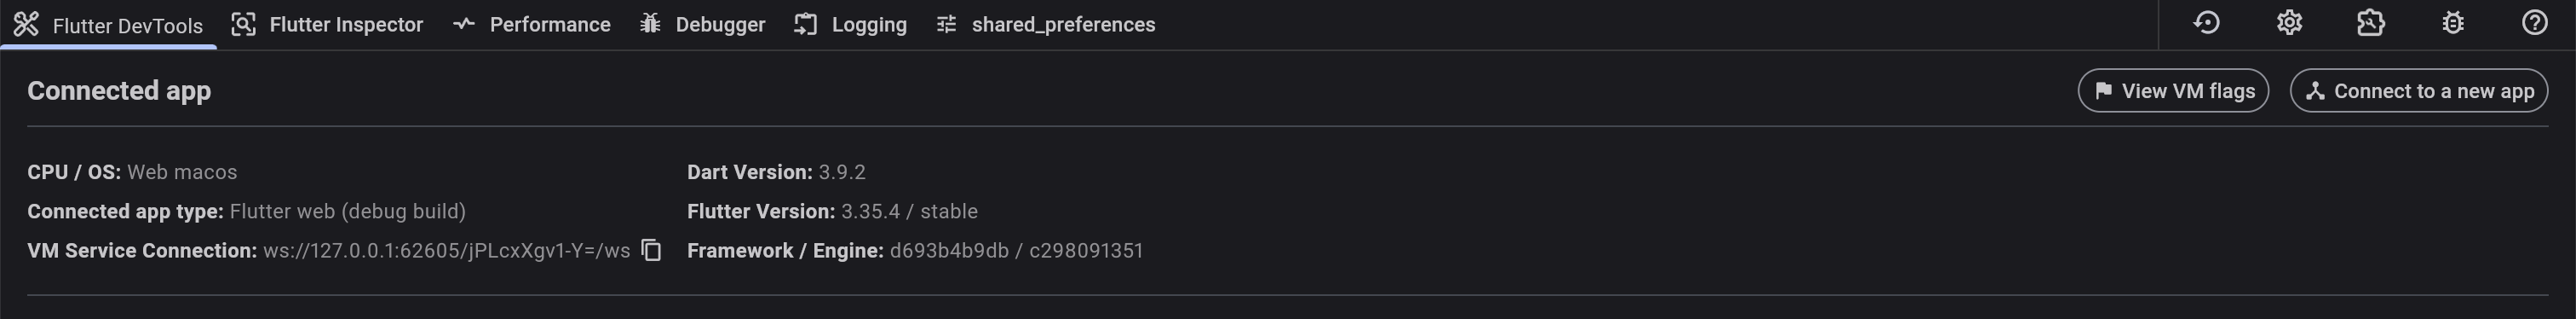 Flutter DevTools Flutter Inspector Performance Debugger Logging shared_preferences
Connected app View VM flags Connect to a new app
CPU / OS: Web macos Dart Version: 3.9.2
Connected app type: Flutter web (debug build) Flutter Version: 3.35.4 / stable
VM Service Connection: ws://127.0.0.1:62605/jPLcxXgv1-Y=/ws Framework / Engine: d693b4b9db / c298091351